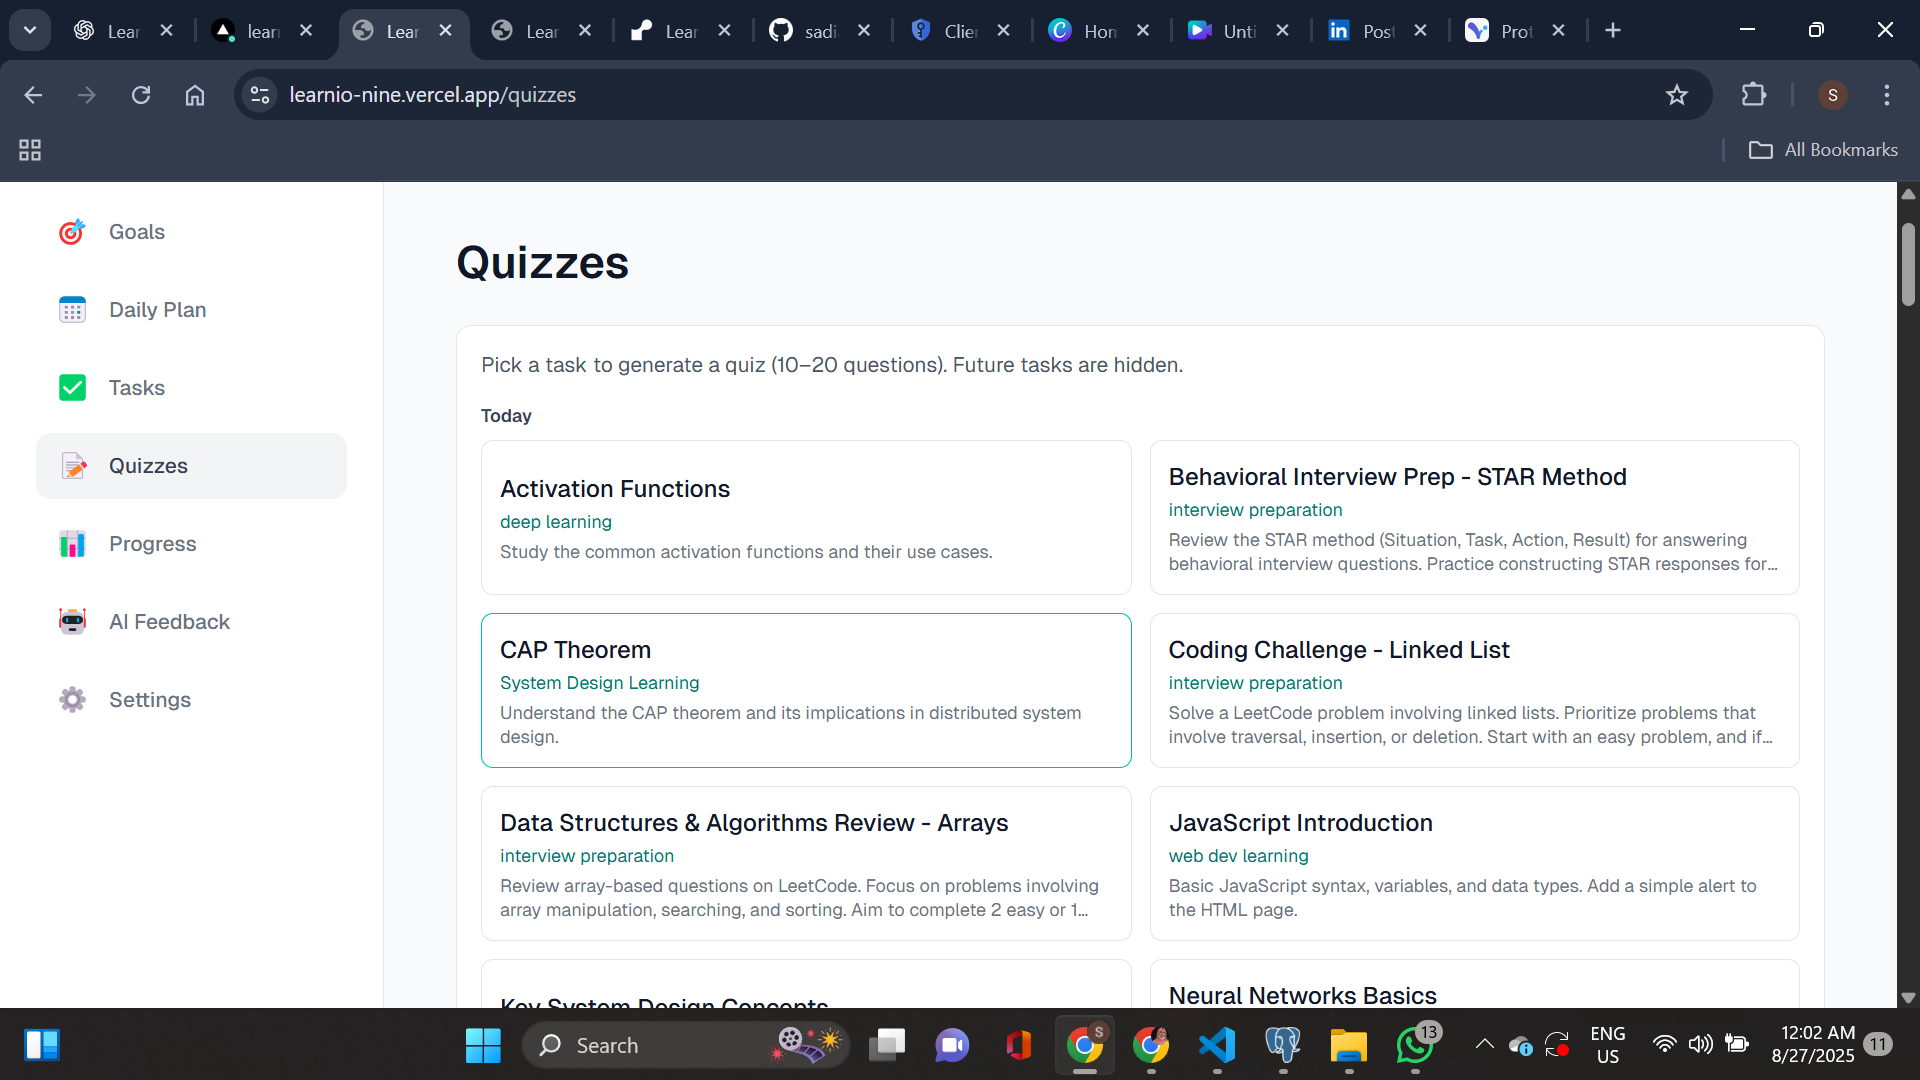 Lear
lear
Lear
Lear
Lear
sadi
Clie
Hom
Unti
Post
Prot
learnio-nine.vercel.app/quizzes
S
All Bookmarks
Goals
Daily Plan
Tasks
Quizzes
Progress
AI Feedback
Settings
Quizzes
Pick a task to generate a quiz (10–20 questions). Future tasks are hidden.
Today
Activation Functions
deep learning
Study the common activation functions and their use cases.
Behavioral Interview Prep - STAR Method
interview preparation
Review the STAR method (Situation, Task, Action, Result) for answering
behavioral interview questions. Practice constructing STAR responses for...
CAP Theorem
System Design Learning
Understand the CAP theorem and its implications in distributed system
design.
Coding Challenge - Linked List
interview preparation
Solve a LeetCode problem involving linked lists. Prioritize problems that
involve traversal, insertion, or deletion. Start with an easy problem, and if...
Data Structures & Algorithms Review - Arrays
interview preparation
Review array-based questions on LeetCode. Focus on problems involving
array manipulation, searching, and sorting. Aim to complete 2 easy or 1...
JavaScript Introduction
web dev learning
Basic JavaScript syntax, variables, and data types. Add a simple alert to
the HTML page.
Key System Design Concepts
Neural Networks Basics
Search
S
13
ENG
US
12:02 AM
8/27/2025
11